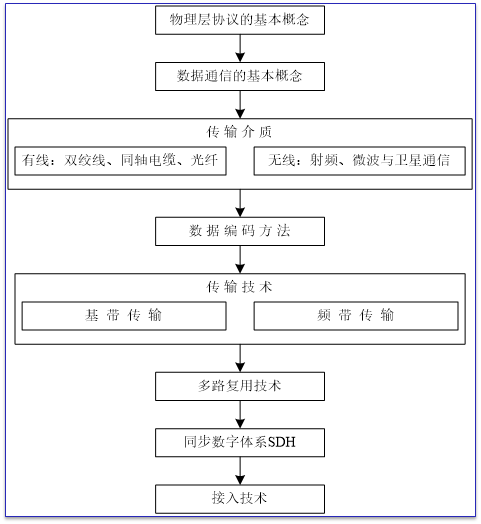 物理层协议的基本概念
数据通信的基本概念
传输介质
有线：双绞线、同轴电缆、光纤
无线：射频、微波与卫星通信
数据编码方法
传输技术
基带传输
频带传输
多路复用技术
同步数字体系SDH
接入技术